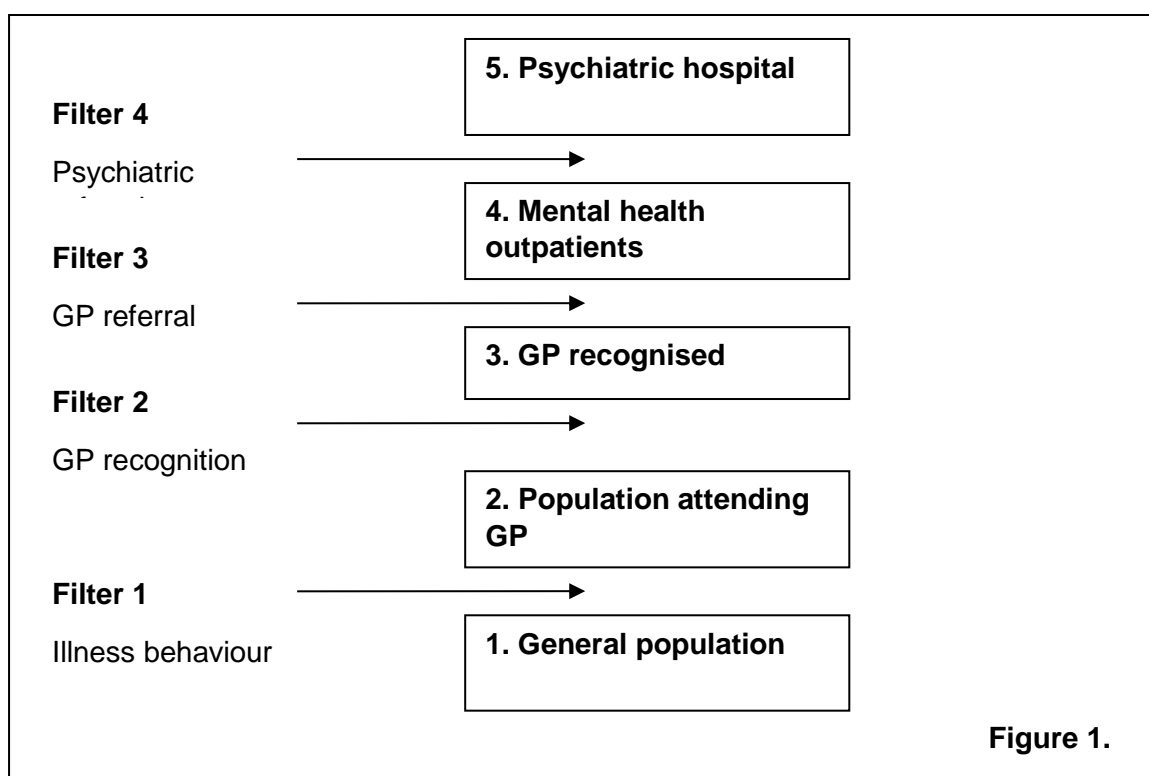 5. Psychiatric hospital
Filter 4
Psychiatric
4. Mental health
outpatients
Filter 3
GP referral
3. GP recognised
Filter 2
GP recognition
2. Population attending
GP
Filter 1
Illness behaviour
1. General population
Figure 1.